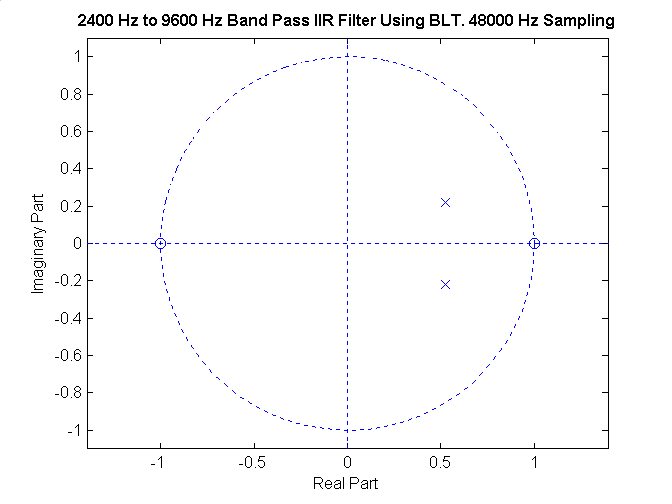 2400 Hz to 9600 Hz Band Pass IIR Filter Using BLT. 48000 Hz Sampling
1
0.8
0.6
0.4
0.2
0
-0.2
-0.4
-0.6
-0.8
-1
Imaginary Part
-1 -0.5 0 0.5 1
Real Part